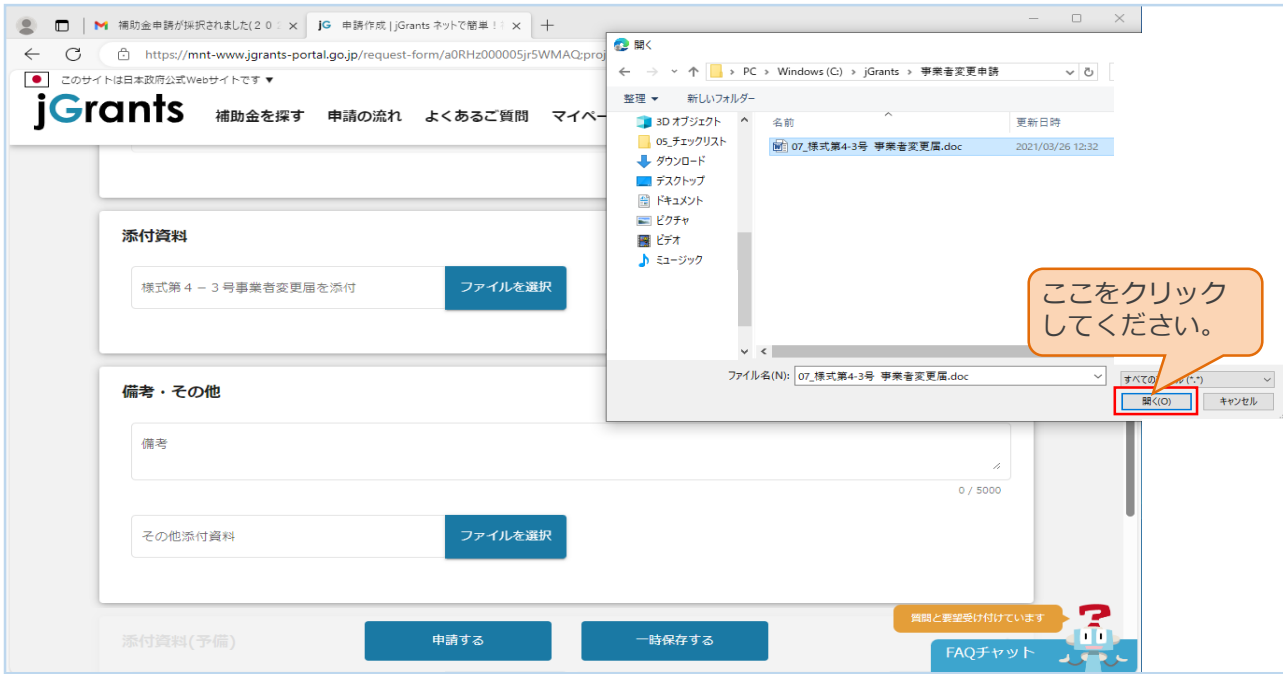 補助金申請が採択されました(２０
jG 申請作成 | jGrants ネットで簡単！
https://mnt-www.jgrants-portal.go.jp/request-form/a0RHz000005jr5WMAQ;proj
このサイトは日本政府公式Webサイトです ▼
jGrants
補助金を探す 申請の流れ よくあるご質問 マイペー
添付資料
様式第４－３号事業者変更届を添付
ファイルを選択
備考・その他
備考
0 / 5000
その他添付資料
ファイルを選択
添付資料(予備)
申請する
一時保存する
質問と要望受け付けています
FAQチャット
開く
PC › Windows (C:) › jGrants › 事業者変更申請
整理 ▼ 新しいフォルダー
3D オブジェクト
05_チェックリスト
ダウンロード
デスクトップ
ドキュメント
ピクチャ
ビデオ
ミュージック
名前 更新日時
07_様式第4-3号 事業者変更届.doc 2021/03/26 12:32
ファイル名(N): 07_様式第4-3号 事業者変更届.doc
(*.*)
開く(O) キャンセル
ここをクリック
してください。